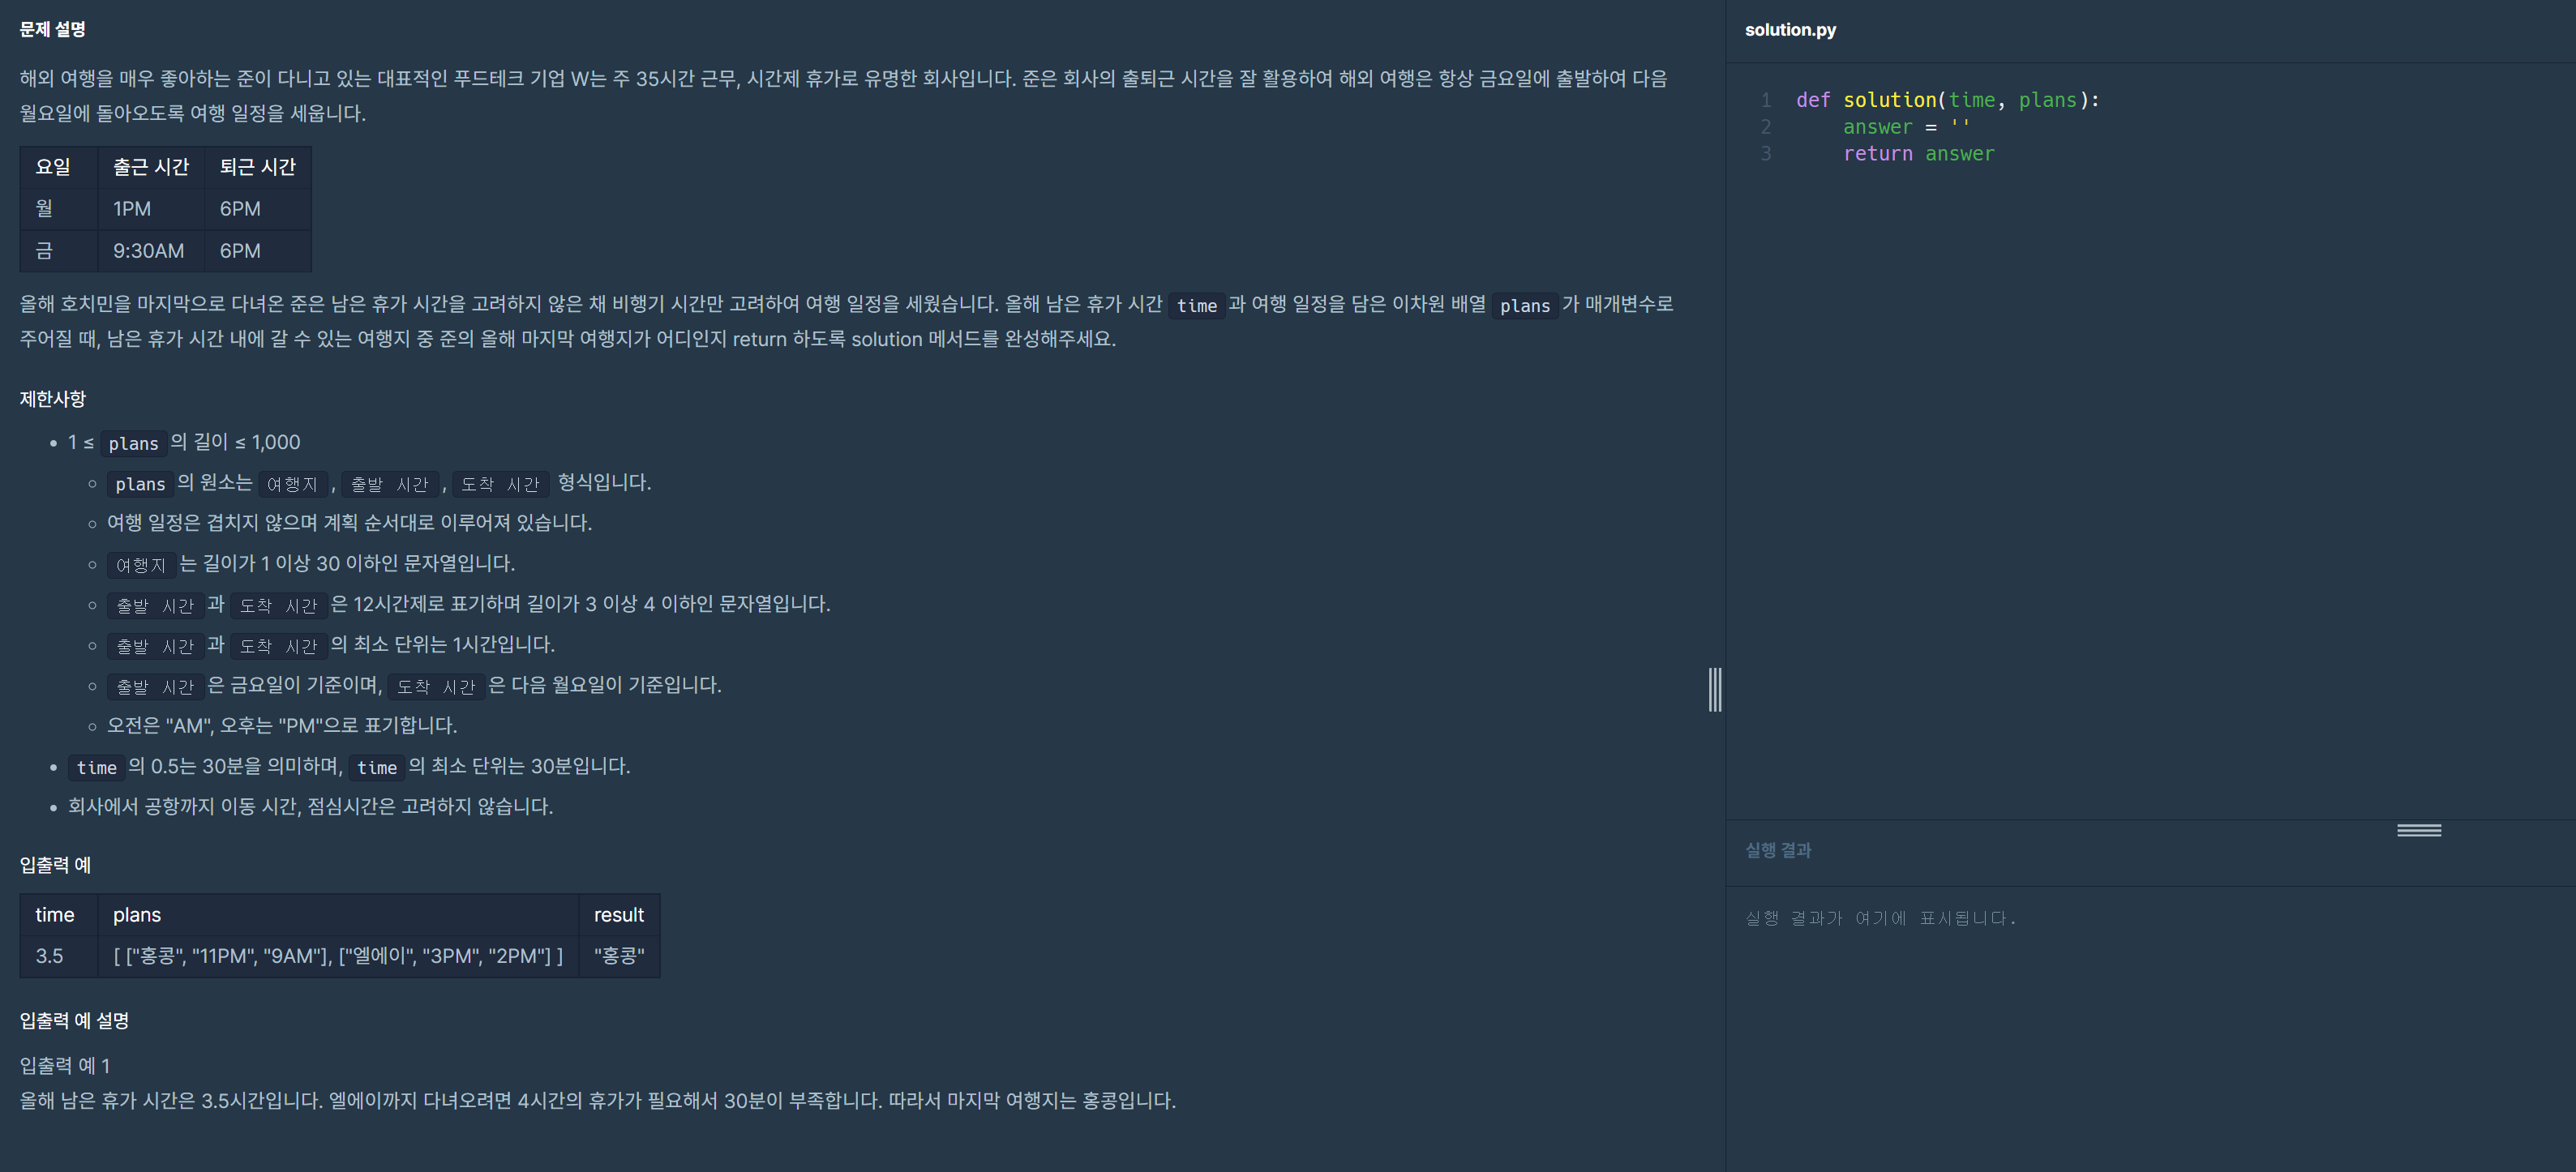 문제 설명
해외 여행을 매우 좋아하는 준이 다니고 있는 대표적인 푸드테크 기업 W는 주 35시간 근무, 시간제 휴가로 유명한 회사입니다. 준은 회사의 출퇴근 시간을 잘 활용하여 해외 여행은 항상 금요일에 출발하여 다음
월요일에 돌아오도록 여행 일정을 세웁니다.
요일 출근 시간 퇴근 시간
월 1PM 6PM
금 9:30AM 6PM
올해 호치민을 마지막으로 다녀온 준은 남은 휴가 시간을 고려하지 않은 채 비행기 시간만 고려하여 여행 일정을 세웠습니다. 올해 남은 휴가 시간 time 과 여행 일정을 담은 이차원 배열 plans 가 매개변수로
주어질 때, 남은 휴가 시간 내에 갈 수 있는 여행지 중 준의 올해 마지막 여행지가 어디인지 return 하도록 solution 메서드를 완성해주세요.
제한사항
• 1 ≤ plans 의 길이 ≤ 1,000
◦ plans 의 원소는 여행지 , 출발 시간 , 도착 시간 형식입니다.
◦ 여행 일정은 겹치지 않으며 계획 순서대로 이루어져 있습니다.
◦ 여행지 는 길이가 1 이상 30 이하인 문자열입니다.
◦ 출발 시간 과 도착 시간 은 12시간제로 표기하며 길이가 3 이상 4 이하인 문자열입니다.
◦ 출발 시간 과 도착 시간 의 최소 단위는 1시간입니다.
◦ 출발 시간 은 금요일이 기준이며, 도착 시간 은 다음 월요일이 기준입니다.
◦ 오전은 "AM", 오후는 "PM"으로 표기합니다.
• time 의 0.5는 30분을 의미하며, time 의 최소 단위는 30분입니다.
• 회사에서 공항까지 이동 시간, 점심시간은 고려하지 않습니다.
입출력 예
time plans result
3.5 [ ["홍콩", "11PM", "9AM"], ["엘에이", "3PM", "2PM"] ] "홍콩"
입출력 예 설명
입출력 예 1
올해 남은 휴가 시간은 3.5시간입니다. 엘에이까지 다녀오려면 4시간의 휴가가 필요해서 30분이 부족합니다. 따라서 마지막 여행지는 홍콩입니다.
solution.py
1 def solution(time, plans):
2     answer = ''
3     return answer
실행 결과
실행 결과가 여기에 표시됩니다.